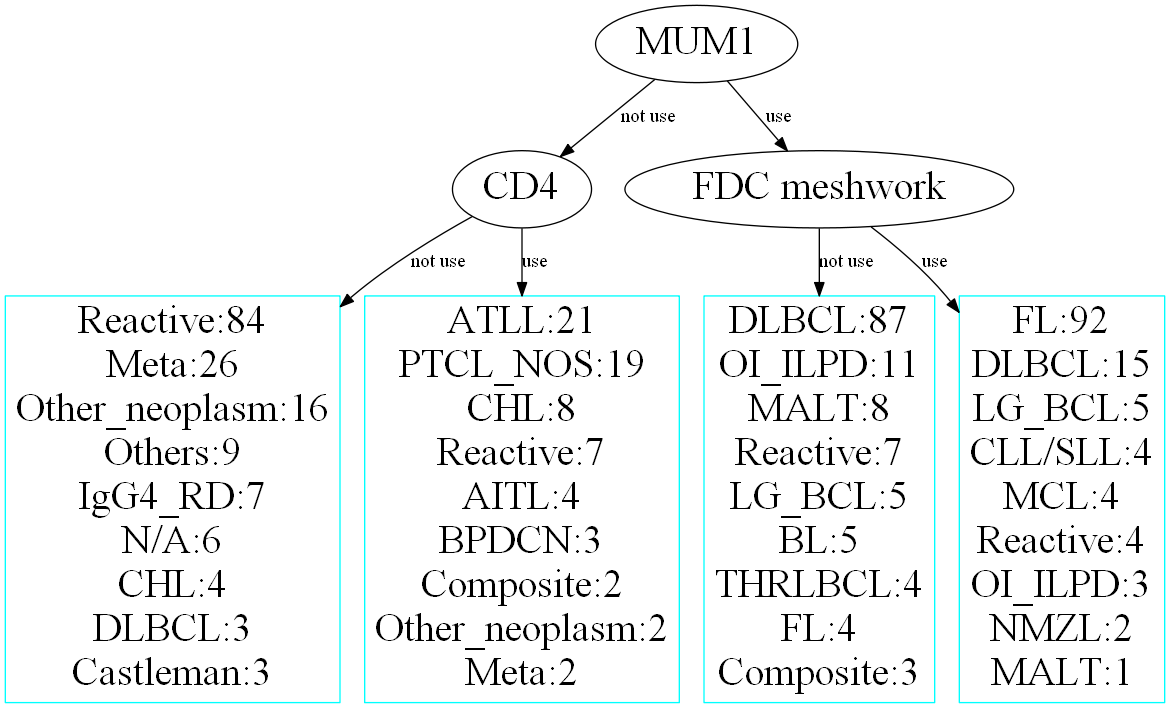 MUM1
not use
use
CD4
FDC meshwork
not use
use
not use
use
Reactive:84
Meta:26
Other_neoplasm:16
Others:9
IgG4_RD:7
N/A:6
CHL:4
DLBCL:3
Castleman:3
ATLL:21
PTCL_NOS:19
CHL:8
Reactive:7
AITL:4
BPDCN:3
Composite:2
Other_neoplasm:2
Meta:2
DLBCL:87
OI_ILPD:11
MALT:8
Reactive:7
LG_BCL:5
BL:5
THRLBCL:4
FL:4
Composite:3
FL:92
DLBCL:15
LG_BCL:5
CLL/SLL:4
MCL:4
Reactive:4
OI_ILPD:3
NMZL:2
MALT:1